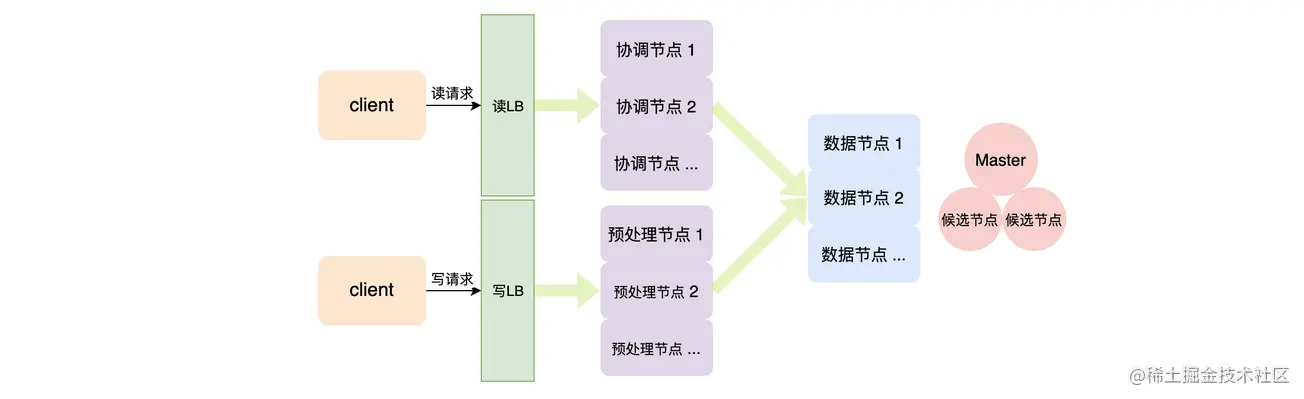 client
读请求
读LB
协调节点 1
协调节点 2
协调节点 ...
client
写请求
写LB
预处理节点 1
预处理节点 2
预处理节点 ...
数据节点 1
数据节点 2
数据节点 ...
Master
候选节点
候选节点
@稀土掘金技术社区